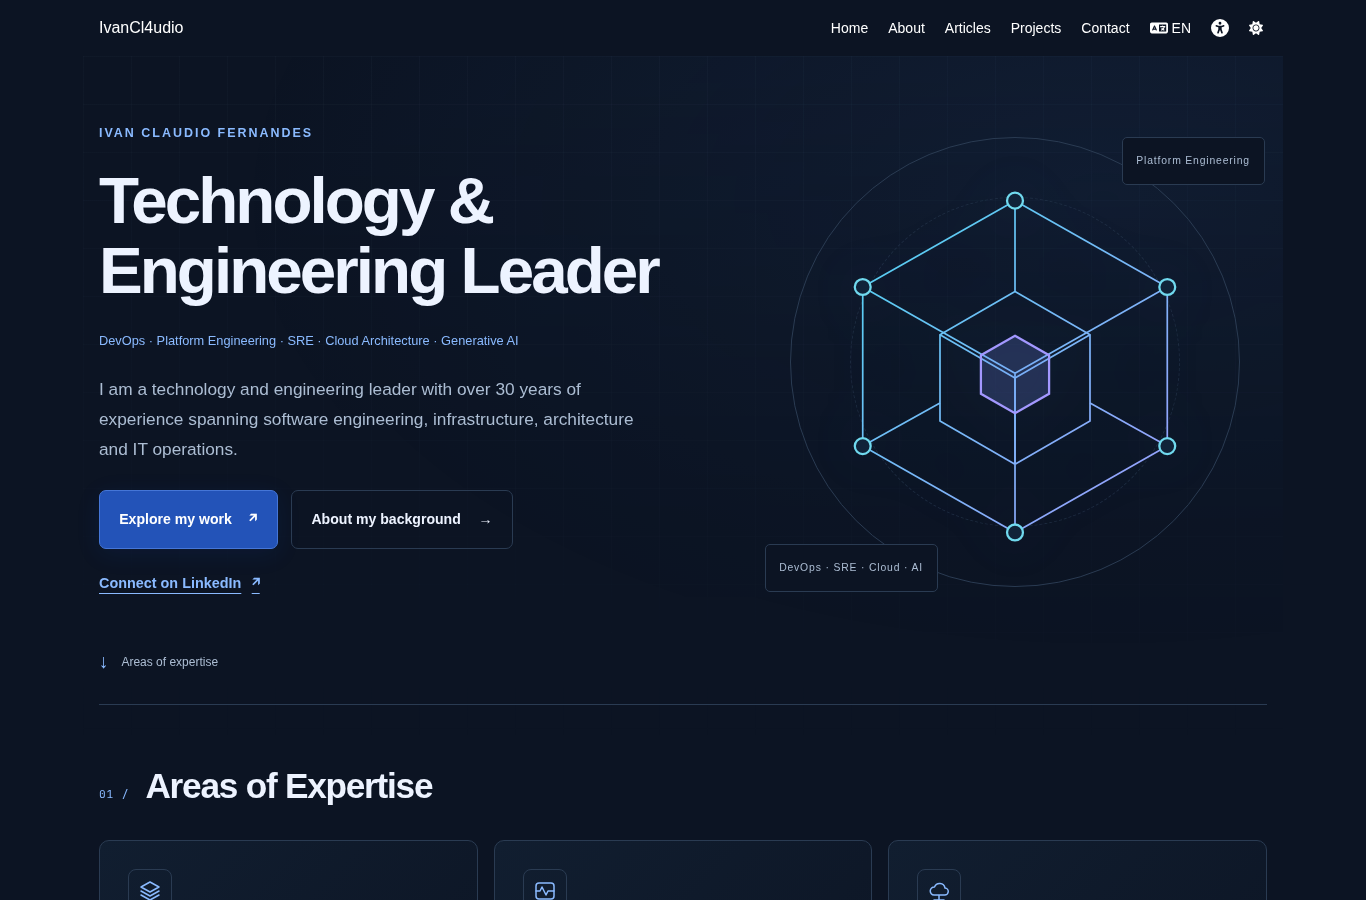 IvanCl4udio
Home About Articles Projects Contact EN
IVAN CLAUDIO FERNANDES
Technology &
Engineering Leader
DevOps · Platform Engineering · SRE · Cloud Architecture · Generative AI
I am a technology and engineering leader with over 30 years of
experience spanning software engineering, infrastructure, architecture
and IT operations.
Explore my work
About my background →
Connect on LinkedIn
Platform Engineering
DevOps · SRE · Cloud · AI
↓ Areas of expertise
01 / Areas of Expertise